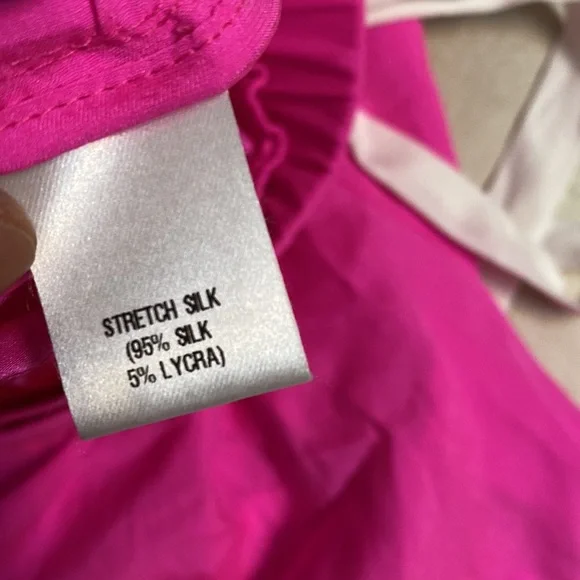 STRETCH SILK
(95% SILK
5% LYCRA)